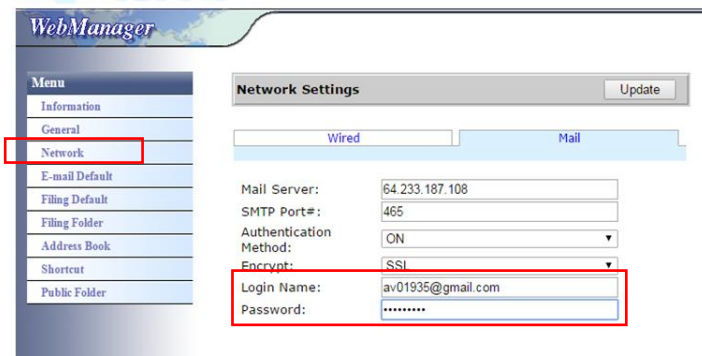 WebManager
Menu
Information
General
Network
E-mail Default
Filing Default
Filing Folder
Address Book
Shortcut
Public Folder
Network Settings
Update
Wired
Mail
Mail Server: 64.233.187.108
SMTP Port#: 465
Authentication
Method: ON
Encrypt: SSL
Login Name: av01935@gmail.com
Password: •••••••••